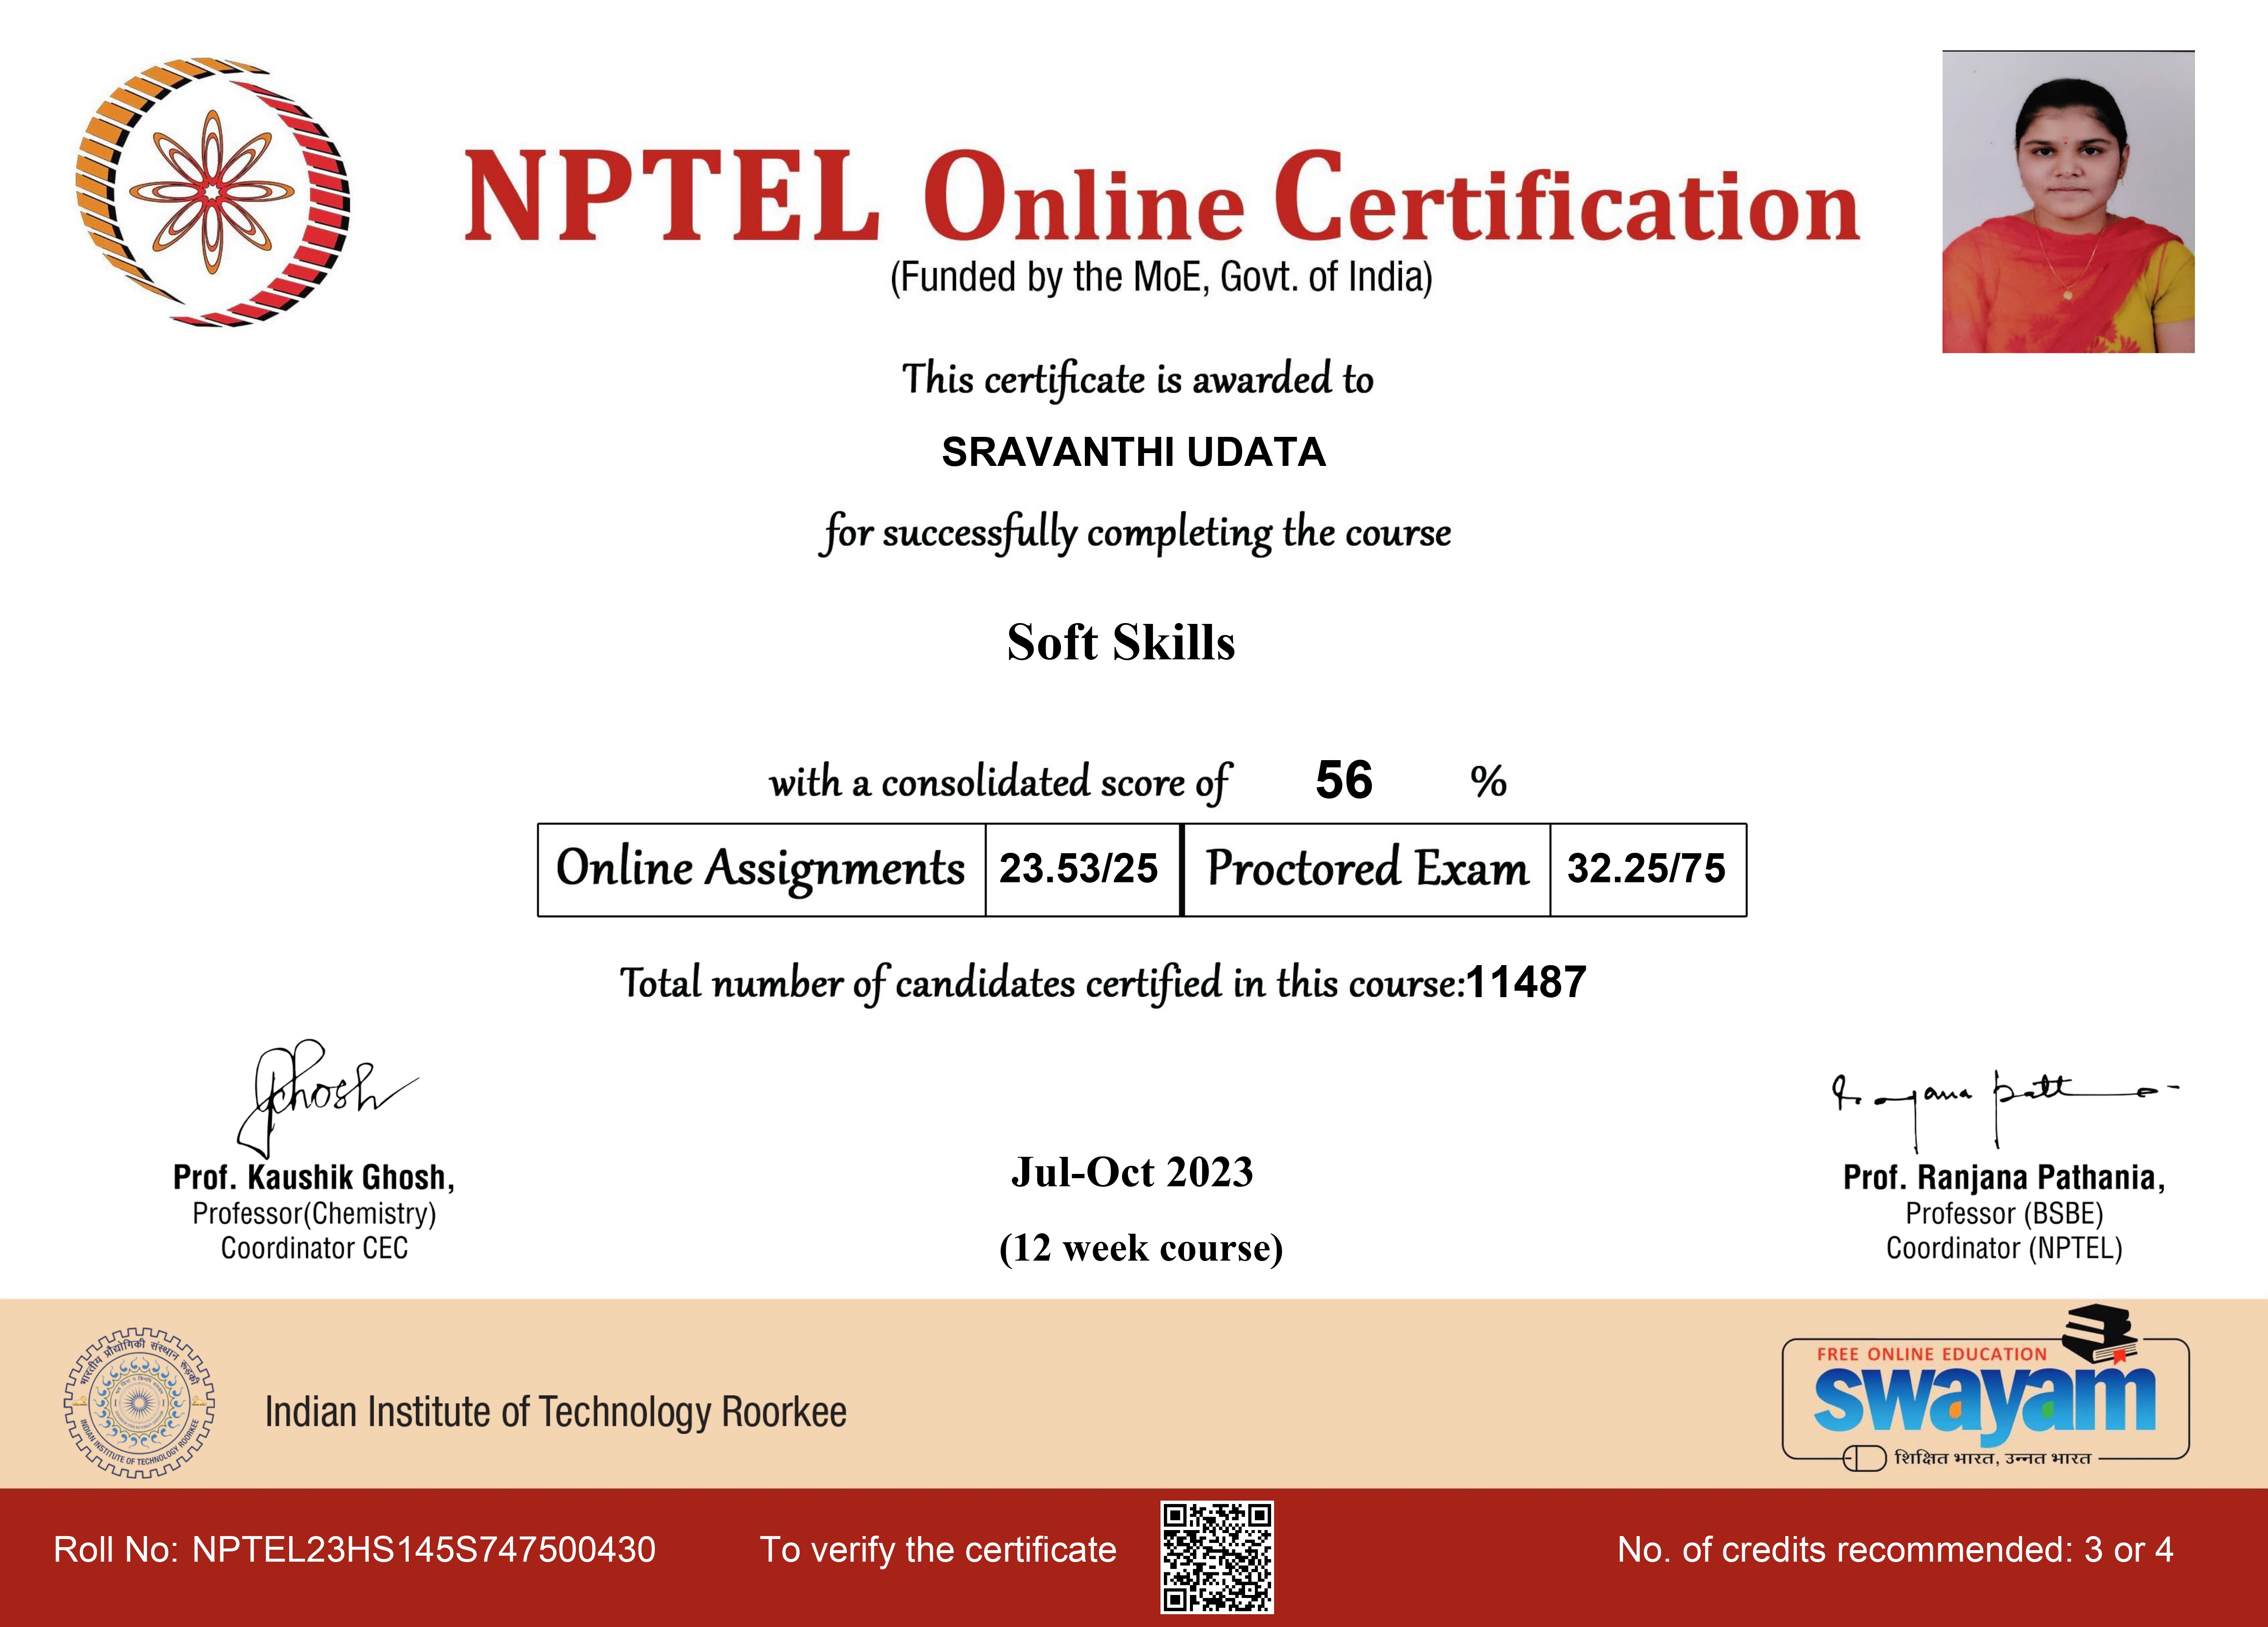 NPTEL Online Certification
(Funded by the MoE, Govt. of India)
This certificate is awarded to
SRAVANTHI UDATA
for successfully completing the course
Soft Skills
with a consolidated score of 56 %
Online Assignments 23.53/25 Proctored Exam 32.25/75
Total number of candidates certified in this course:11487
Ghosh
Prof. Kaushik Ghosh,
Professor(Chemistry)
Coordinator CEC
Jul-Oct 2023
(12 week course)
Prof. Ranjana Pathania,
Professor (BSBE)
Coordinator (NPTEL)
भारतीय प्रौद्योगिकी संस्थान रूड़की
INDIAN INSTITUTE OF TECHNOLOGY ROORKEE
Indian Institute of Technology Roorkee
FREE ONLINE EDUCATION
swayam
शिक्षित भारत, उन्नत भारत
Roll No: NPTEL23HS145S747500430
To verify the certificate
No. of credits recommended: 3 or 4